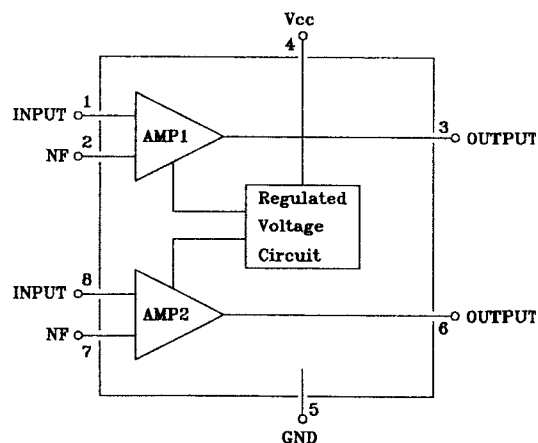 Vcc
4
INPUT 1
AMP1
3 OUTPUT
NF 2
Regulated
Voltage
Circuit
INPUT 8
AMP2
6 OUTPUT
NF 7
5
GND